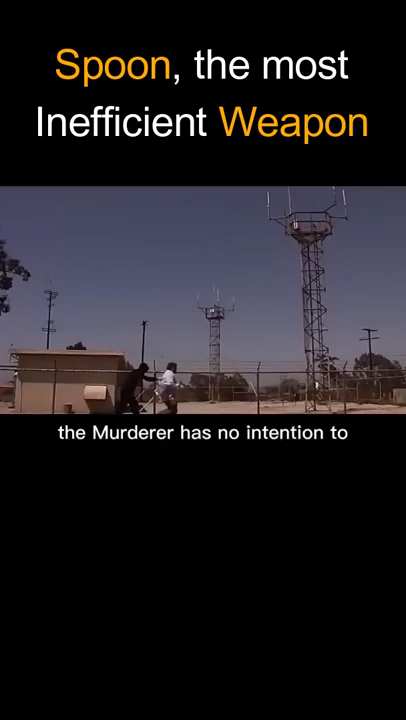 Spoon, the most
Inefficient Weapon
the Murderer has no intention to